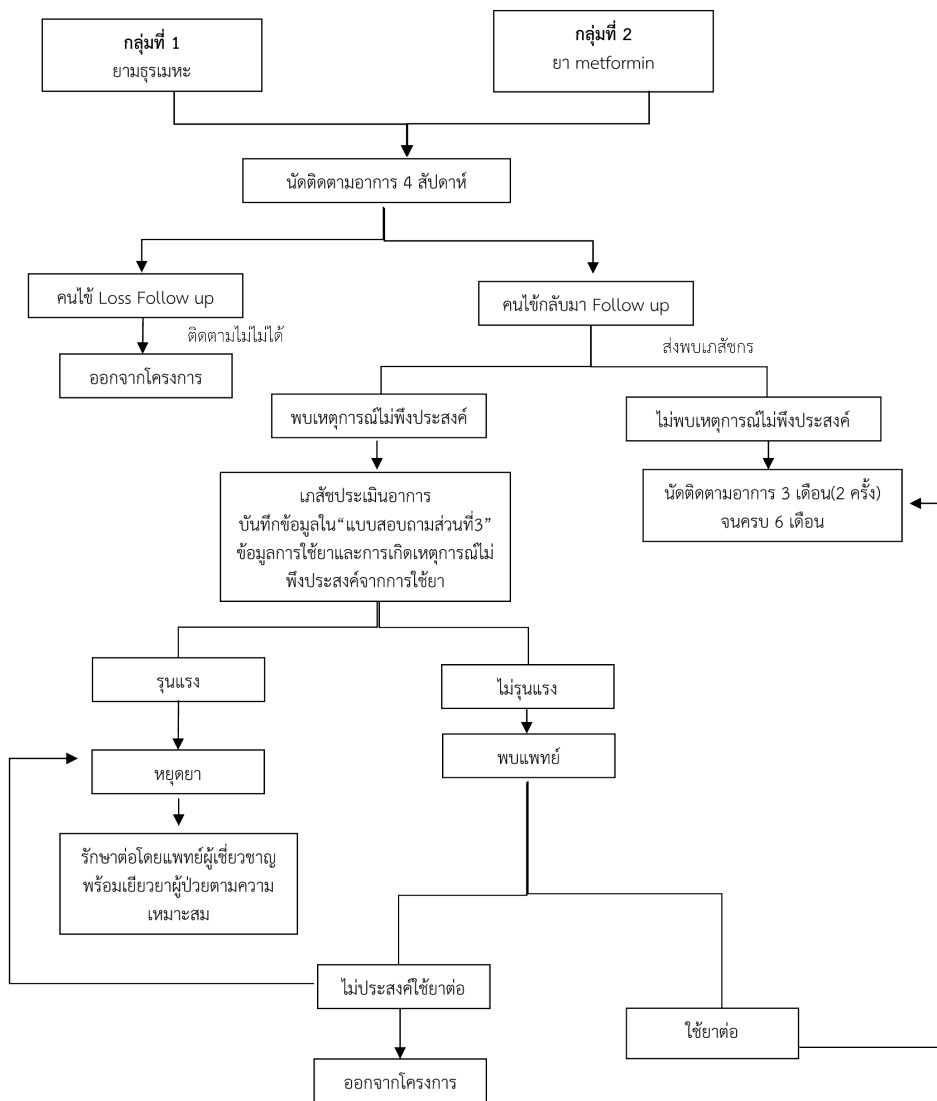 กลุ่มที่ 1
ยามธุรเมหะ
กลุ่มที่ 2
ยา metformin
นัดติดตามอาการ 4 สัปดาห์
คนไข้ Loss Follow up
คนไข้กลับมา Follow up
ติดตามไม่ไม่ได้
ส่งพบเภสัชกร
ออกจากโครงการ
พบเหตุการณ์ไม่พึงประสงค์
ไม่พบเหตุการณ์ไม่พึงประสงค์
เภสัชประเมินอาการ
บันทึกข้อมูลใน“แบบสอบถามส่วนที่3”
ข้อมูลการใช้ยาและการเกิดเหตุการณ์ไม่
พึงประสงค์จากการใช้ยา
นัดติดตามอาการ 3 เดือน(2 ครั้ง)
จนครบ 6 เดือน
รุนแรง
ไม่รุนแรง
หยุดยา
พบแพทย์
รักษาต่อโดยแพทย์ผู้เชี่ยวชาญ
พร้อมเยียวยาผู้ป่วยตามความ
เหมาะสม
ไม่ประสงค์ใช้ยาต่อ
ใช้ยาต่อ
ออกจากโครงการ